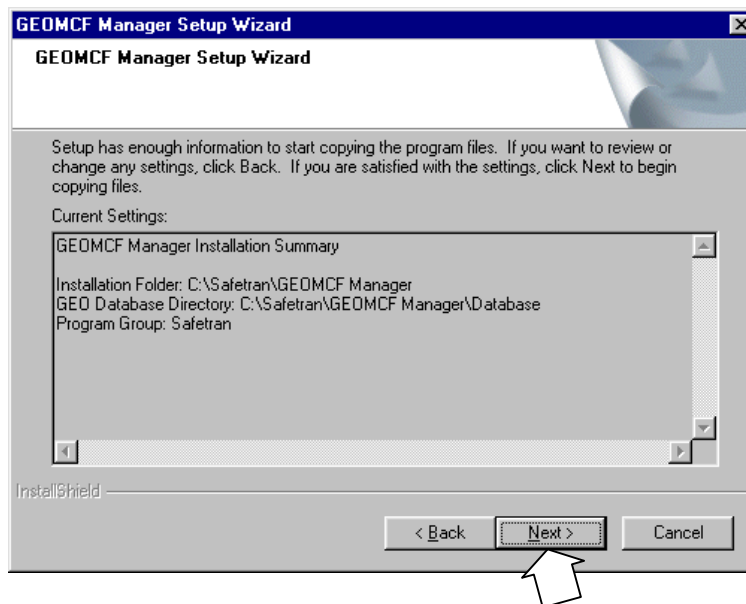 GEOMCF Manager Setup Wizard
GEOMCF Manager Setup Wizard
Setup has enough information to start copying the program files. If you want to review or
change any settings, click Back. If you are satisfied with the settings, click Next to begin
copying files.
Current Settings:
GEOMCF Manager Installation Summary
Installation Folder: C:\Safetran\GEOMCF Manager
GEO Database Directory: C:\Safetran\GEOMCF Manager\Database
Program Group: Safetran
InstallShield
< Back Next > Cancel